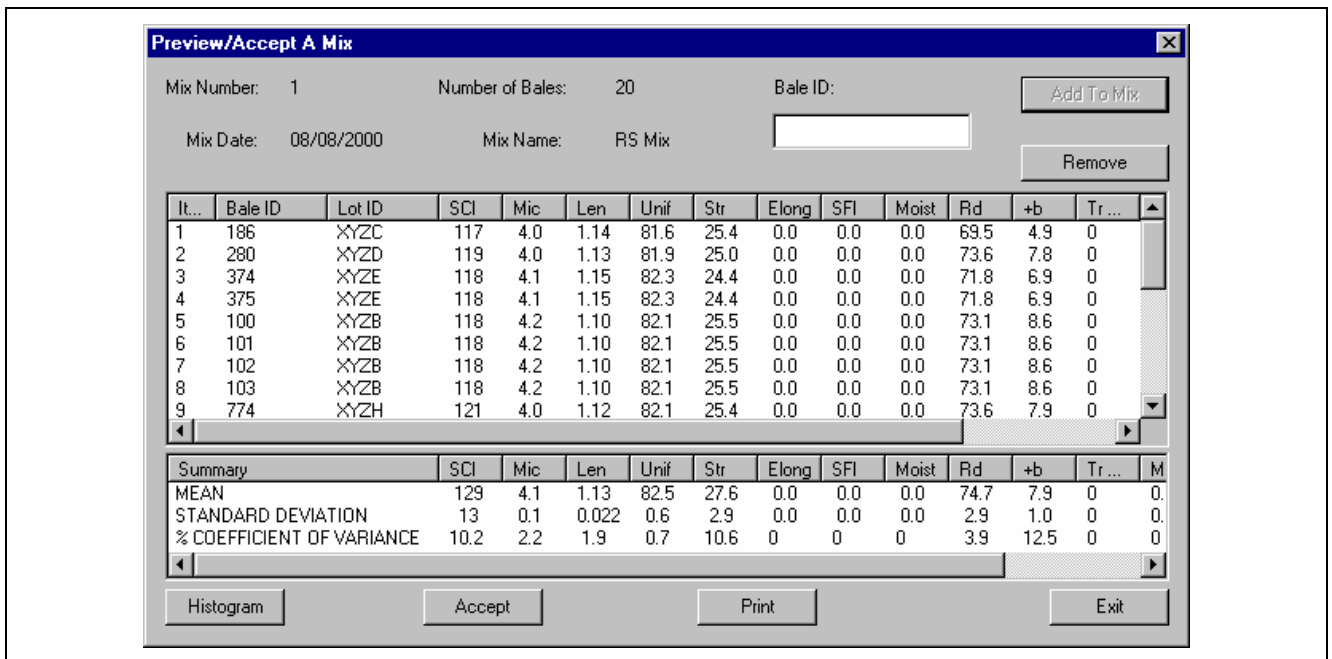 Preview/Accept A Mix
Mix Number: 1 Number of Bales: 20 Bale ID: Add To Mix
Mix Date: 08/08/2000 Mix Name: RS Mix
Remove
It... Bale ID Lot ID SCI Mic Len Unif Str Elong SFI Moist Rd +b Tr ...
1 186 XYZC 117 4.0 1.14 81.6 25.4 0.0 0.0 0.0 69.5 4.9 0
2 280 XYZD 119 4.0 1.13 81.9 25.0 0.0 0.0 0.0 73.6 7.8 0
3 374 XYZE 118 4.1 1.15 82.3 24.4 0.0 0.0 0.0 71.8 6.9 0
4 375 XYZE 118 4.1 1.15 82.3 24.4 0.0 0.0 0.0 71.8 6.9 0
5 100 XYZB 118 4.2 1.10 82.1 25.5 0.0 0.0 0.0 73.1 8.6 0
6 101 XYZB 118 4.2 1.10 82.1 25.5 0.0 0.0 0.0 73.1 8.6 0
7 102 XYZB 118 4.2 1.10 82.1 25.5 0.0 0.0 0.0 73.1 8.6 0
8 103 XYZB 118 4.2 1.10 82.1 25.5 0.0 0.0 0.0 73.1 8.6 0
9 774 XYZH 121 4.0 1.12 82.1 25.4 0.0 0.0 0.0 73.6 7.9 0
Summary SCI Mic Len Unif Str Elong SFI Moist Rd +b Tr ... M
MEAN 129 4.1 1.13 82.5 27.6 0.0 0.0 0.0 74.7 7.9 0 0.
STANDARD DEVIATION 13 0.1 0.022 0.6 2.9 0.0 0.0 0.0 2.9 1.0 0 0.
% COEFFICIENT OF VARIANCE 10.2 2.2 1.9 0.7 10.6 0 0 0 3.9 12.5 0 0
Histogram Accept Print Exit